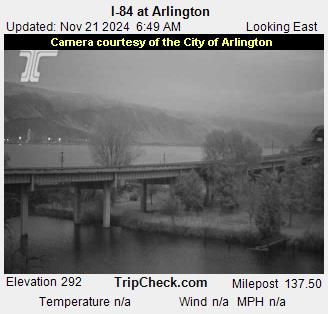 I-84 at Arlington
Updated: Nov 21 2024 6:49 AM Looking East
Camera courtesy of the City of Arlington
Elevation 292 TripCheck.com Milepost 137.50
Temperature n/a Wind n/a MPH n/a